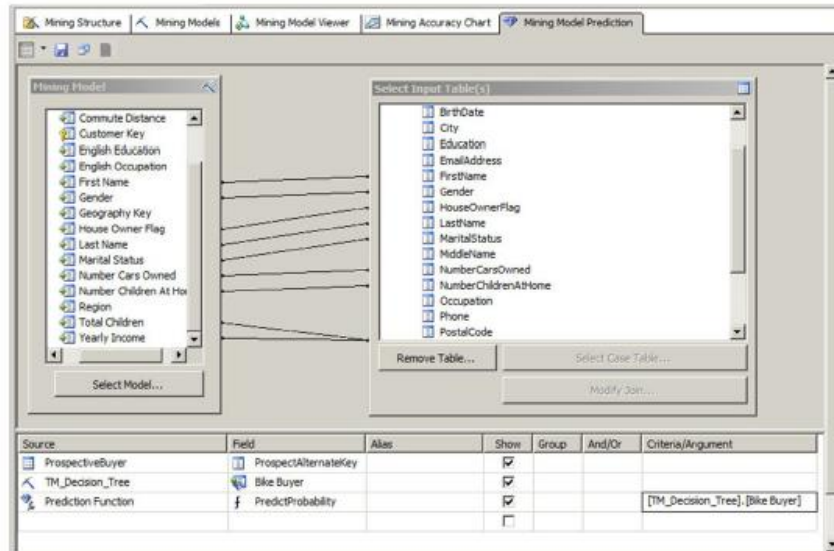 Mining Structure Mining Models Mining Model Viewer Mining Accuracy Chart Mining Model Prediction
Mining Model
Commute Distance
Customer Key
English Education
English Occupation
First Name
Gender
Geography Key
House Owner Flag
Last Name
Marital Status
Number Cars Owned
Number Children At Ho
Region
Total Children
Yearly Income
Select Model...
Select Input Table(s)
BirthDate
City
Education
EmailAddress
FirstName
Gender
HouseOwnerFlag
LastName
MaritalStatus
MiddleName
NumberCarsOwned
NumberChildrenAtHome
Occupation
Phone
PostalCode
Remove Table... Select Case Table...
Modify Join...
Source Field Alias Show Group And/Or Criteria/Argument
ProspectiveBuyer ProspectAlternateKey
TM_Decision_Tree Bike Buyer
Prediction Function PredictProbability [TM_Decision_Tree].[Bike Buyer]